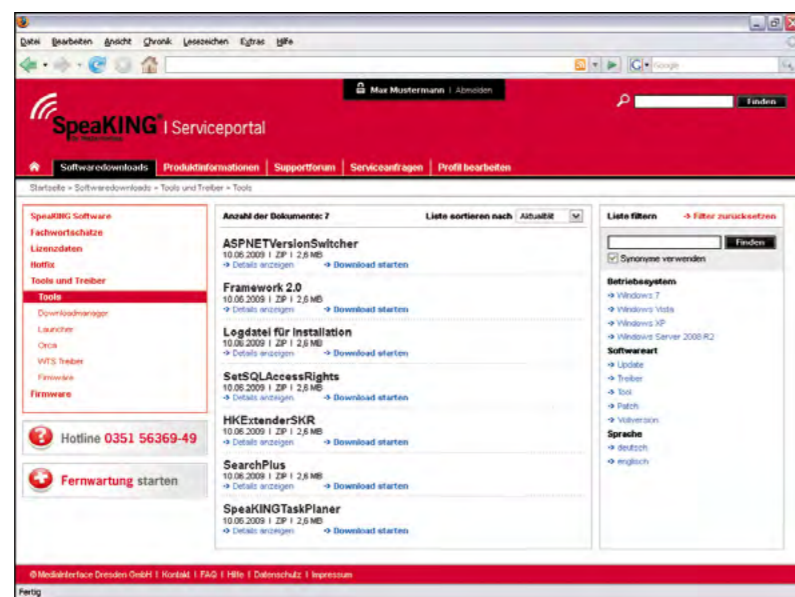 Datei Bearbeiten Ansicht Chronik Lesezeichen Extras Hilfe
Google
Max Mustermann | Abmelden
SpeaKING | Serviceportal
Finden
Softwaredownloads Produktinformationen Supportforum Serviceanfragen Profil bearbeiten
Startseite » Softwaredownloads » Tools und Treiber » Tools
SpeaKING Software
Fachwortschätze
Lizenzdaten
Hotfix
Tools und Treiber
Tools
Downloadmanager
Launcher
Orca
WTS Treiber
Firmware
Firmware
Hotline 0351 56369-49
Fernwartung starten
Anzahl der Dokumente: 7 Liste sortieren nach Aktualität
ASPNETVersionSwitcher
10.06.2009 | ZIP | 2,6 MB
Details anzeigen Download starten
Framework 2.0
10.06.2009 | ZIP | 2,6 MB
Details anzeigen Download starten
Logdatei für Installation
10.06.2009 | ZIP | 2,6 MB
Details anzeigen Download starten
SetSQLAccessRights
10.06.2009 | ZIP | 2,6 MB
Details anzeigen Download starten
HKExtenderSKR
10.06.2009 | ZIP | 2,6 MB
Details anzeigen Download starten
SearchPlus
10.06.2009 | ZIP | 2,6 MB
Details anzeigen Download starten
SpeaKINGTaskPlaner
10.06.2009 | ZIP | 2,6 MB
Details anzeigen Download starten
Liste filtern Filter zurücksetzen
Finden
Synonyme verwenden
Betriebssystem
Windows 7
Windows Vista
Windows XP
Windows Server 2008 R2
Softwareart
Update
Treiber
Tool
Patch
Vollversion
Sprache
deutsch
englisch
© MediaInterface Dresden GmbH | Kontakt | FAQ | Hilfe | Datenschutz | Impressum
Fertig